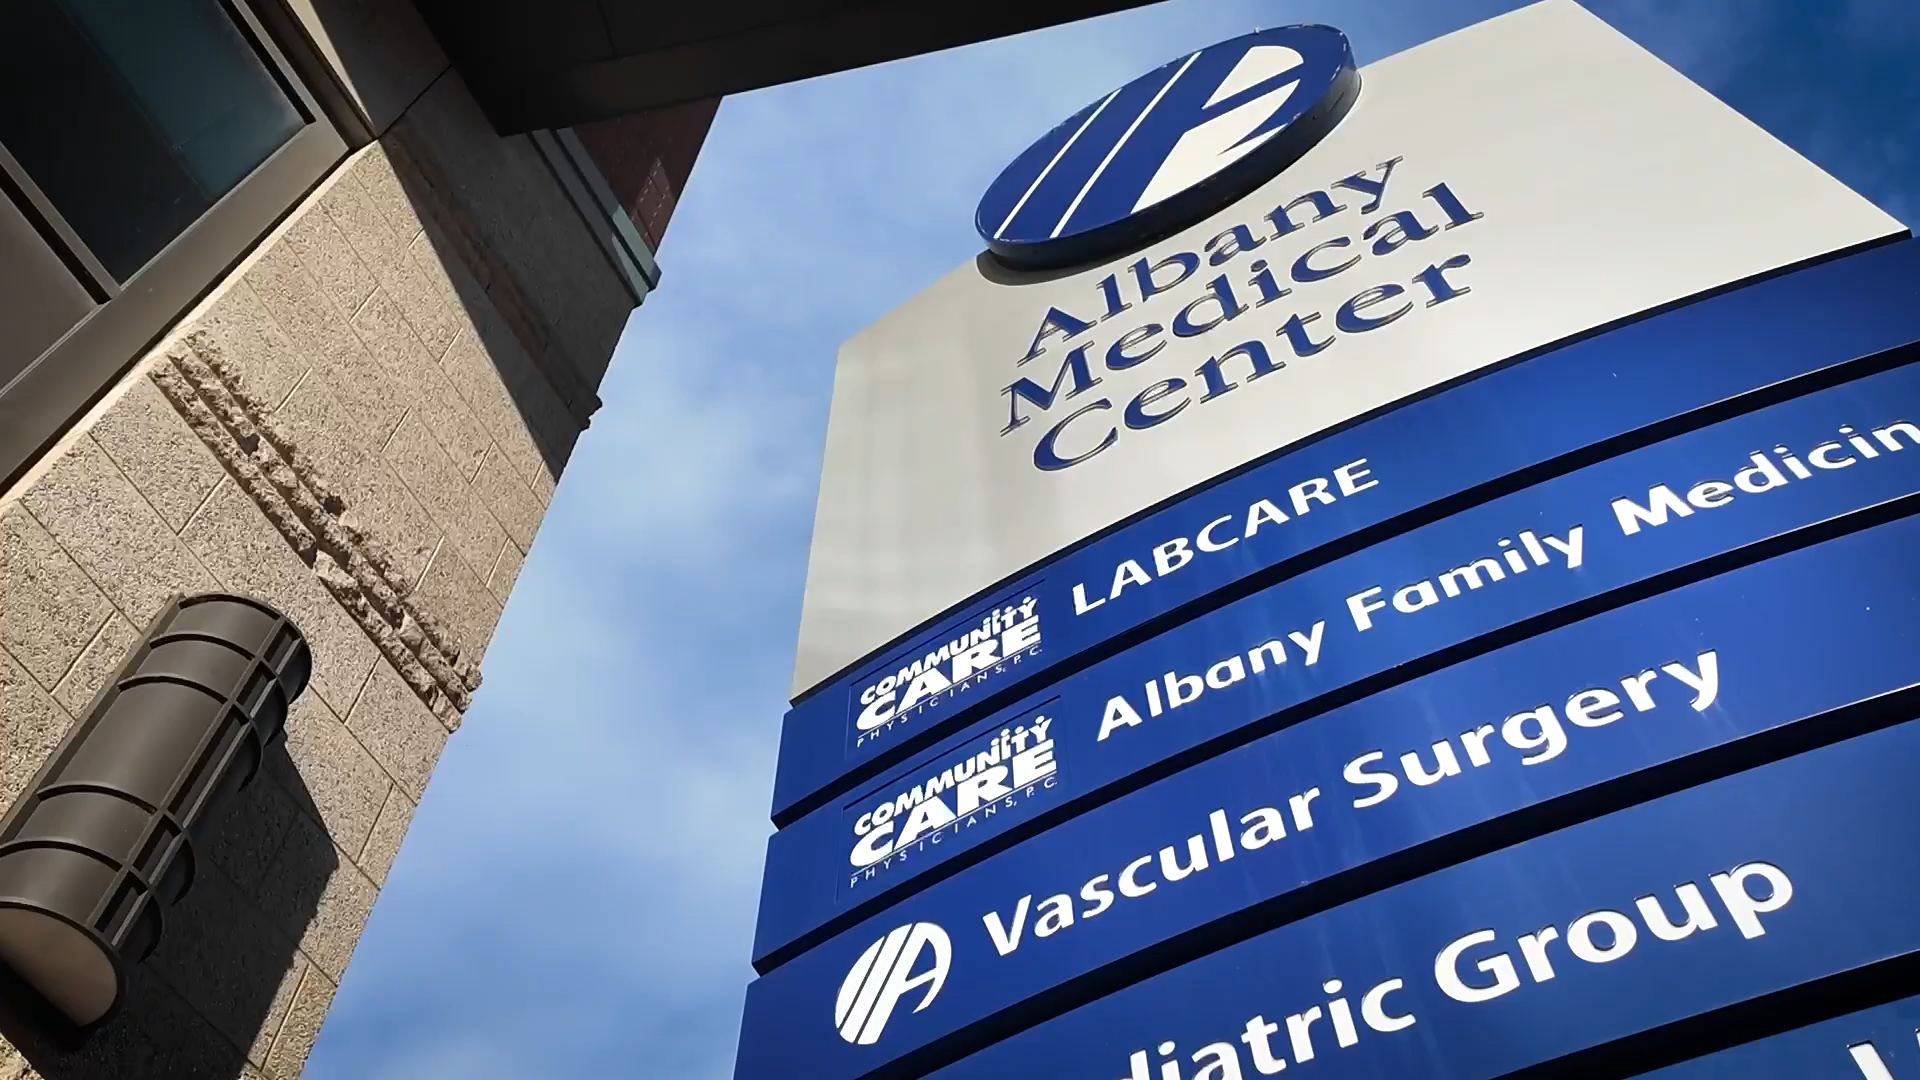 Albany
Medical
Center
COMMUNITY
CARE
PHYSICIANS, P.C.
LABCARE
COMMUNITY
CARE
PHYSICIANS, P.C.
Albany Family Medicin
Vascular Surgery
diatric Group